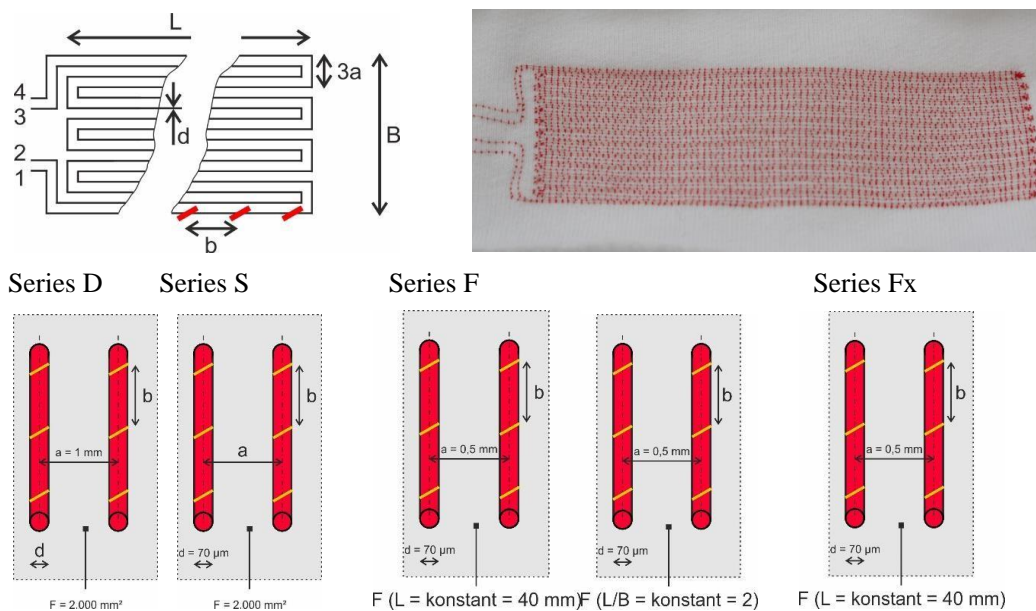 L
4
3
2
1
d
3a
B
b
Series D
Series S
Series F
Series Fx
b
a = 1 mm
d
F = 2.000 mm²
b
a
d = 70 µm
F = 2.000 mm²
b
a = 0,5 mm
d = 70 µm
F (L = konstant = 40 mm)
b
a = 0,5 mm
d = 70 µm
F (L/B = konstant = 2)
b
a = 0,5 mm
d = 70 µm
F (L = konstant = 40 mm)